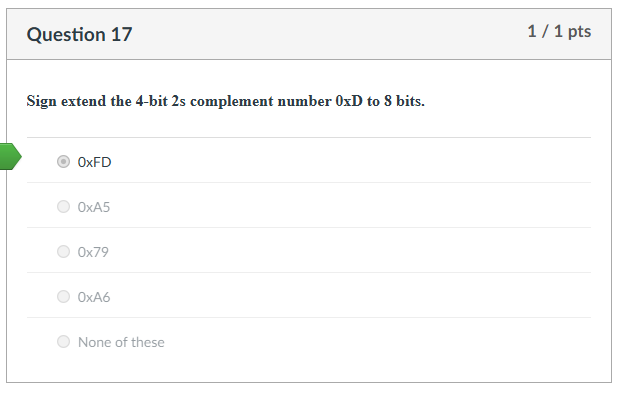 Question 17
1 / 1 pts
Sign extend the 4-bit 2s complement number 0xD to 8 bits.
0xFD
0xA5
0x79
0xA6
None of these